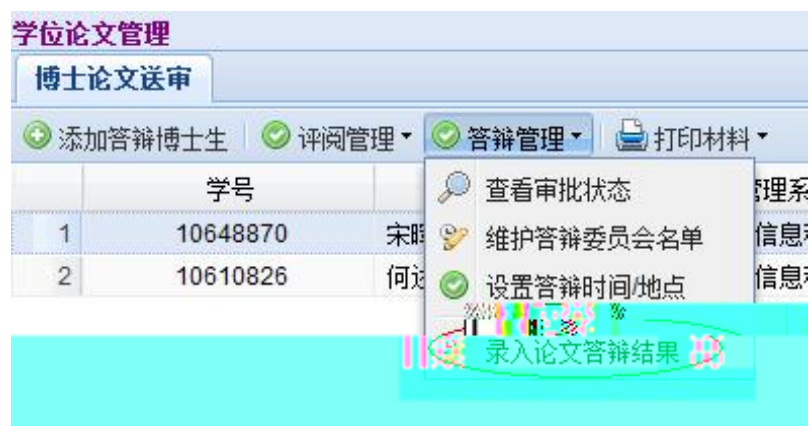 学位论文管理
博士论文送审
添加答辩博士生 评阅管理 答辩管理 打印材料
学号 管理系
1 10648870 宋 信息
2 10610826 何 信息
查看审批状态
维护答辩委员会名单
设置答辩时间/地点
录入论文答辩结果